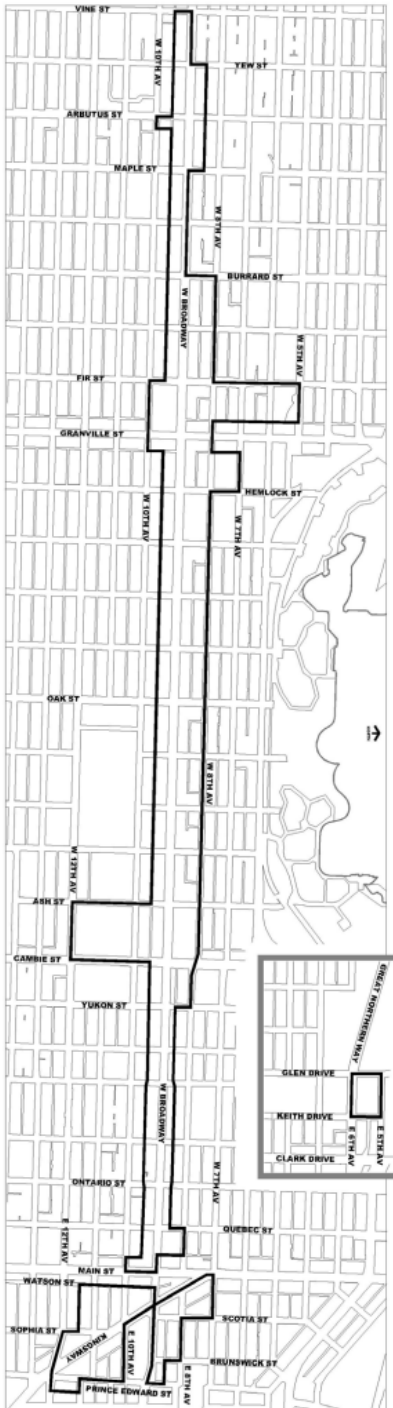 VINE ST
W 10TH AV
YEW ST
ARBUTUS ST
MAPLE ST
W 8TH AV
BURRARD ST
W BROADWAY
W 5TH AV
FIR ST
GRANVILLE ST
HEMLOCK ST
W 10TH AV
W 7TH AV
OAK ST
W 8TH AV
W 12TH AV
ASH ST
CAMBIE ST
YUKON ST
GREAT NORTHERN WAY
GLEN DRIVE
KEITH DRIVE
E 6TH AV
E 5TH AV
CLARK DRIVE
W BROADWAY
W 7TH AV
ONTARIO ST
E 12TH AV
QUEBEC ST
MAIN ST
WATSON ST
SCOTIA ST
SOPHIA ST
KINGSWAY
E 10TH AV
E 8TH AV
BRUNSWICK ST
PRINCE EDWARD ST